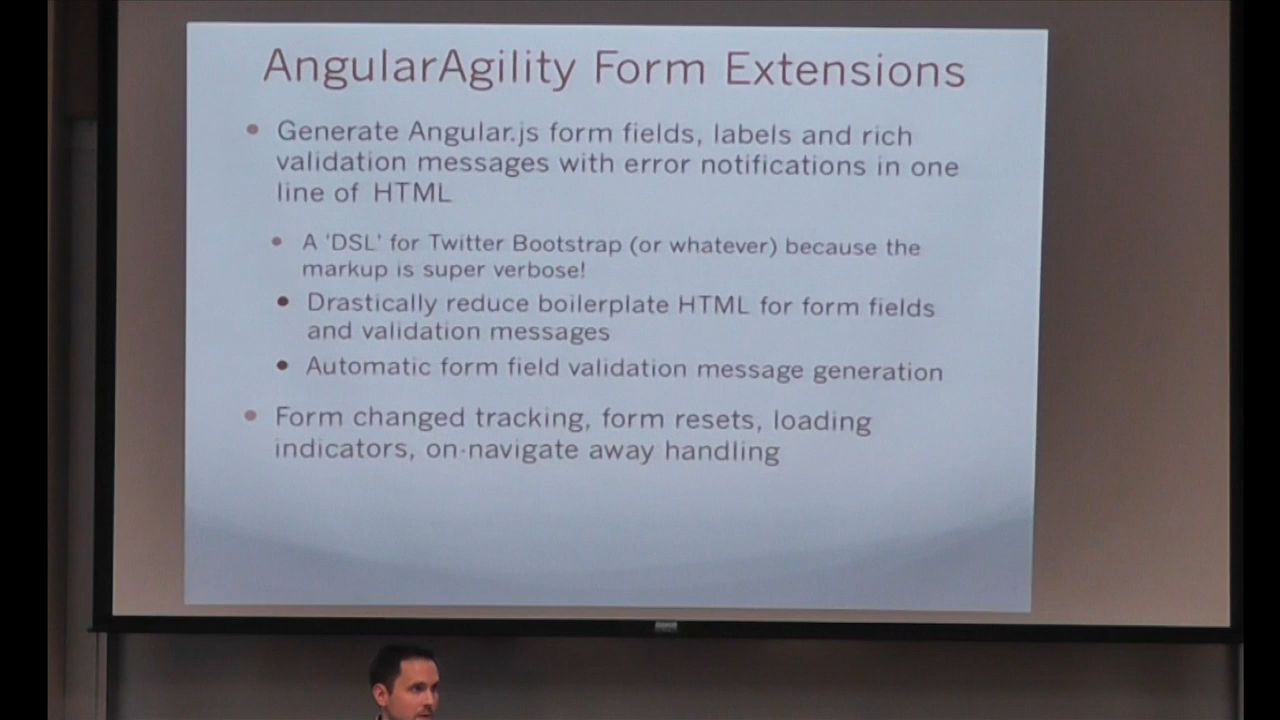 AngularAgility Form Extensions
• Generate Angular.js form fields, labels and rich
validation messages with error notifications in one
line of HTML
• A 'DSL' for Twitter Bootstrap (or whatever) because the
markup is super verbose!
• Drastically reduce boilerplate HTML for form fields
and validation messages
• Automatic form field validation message generation
• Form changed tracking, form resets, loading
indicators, on-navigate away handling